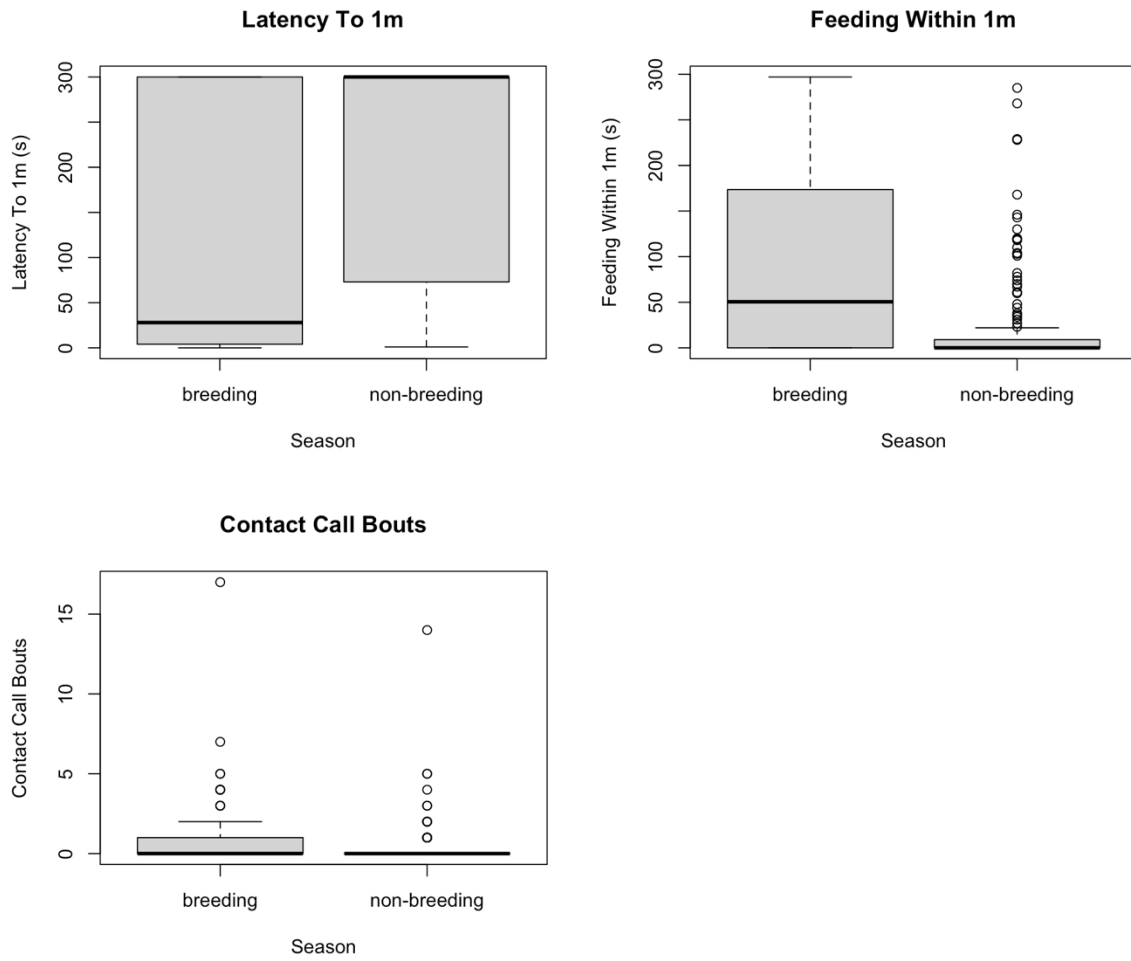 Latency To 1m
Latency To 1m (s)
300
200
100
50
0
breeding
non-breeding
Season
Feeding Within 1m
Feeding Within 1m (s)
300
200
100
50
0
breeding
non-breeding
Season
Contact Call Bouts
Contact Call Bouts
15
10
5
0
breeding
non-breeding
Season